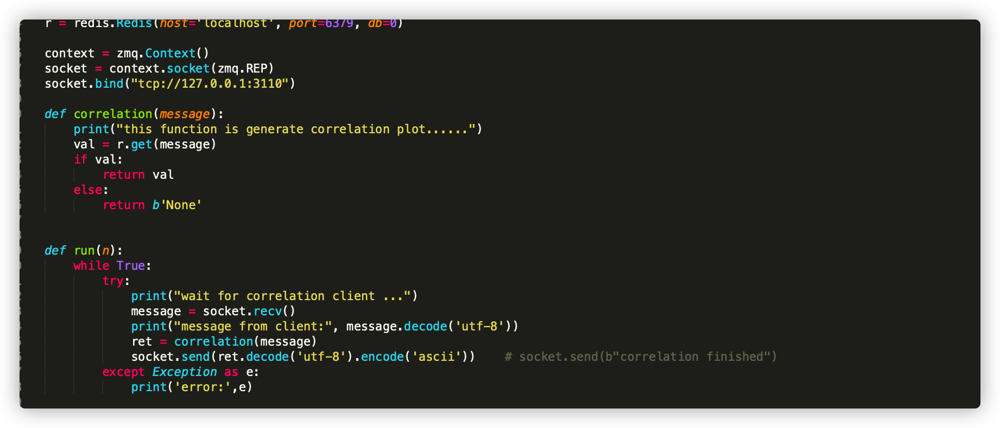 r = redis.Redis(host='localhost', port=6379, db=0)
context = zmq.Context()
socket = context.socket(zmq.REP)
socket.bind("tcp://127.0.0.1:3110")
def correlation(message):
print("this function is generate correlation plot......")
val = r.get(message)
if val:
return val
else:
return b'None'
def run(n):
while True:
try:
print("wait for correlation client ...")
message = socket.recv()
print("message from client:", message.decode('utf-8'))
ret = correlation(message)
socket.send(ret.decode('utf-8').encode('ascii')) # socket.send(b"correlation finished")
except Exception as e:
print('error:',e)